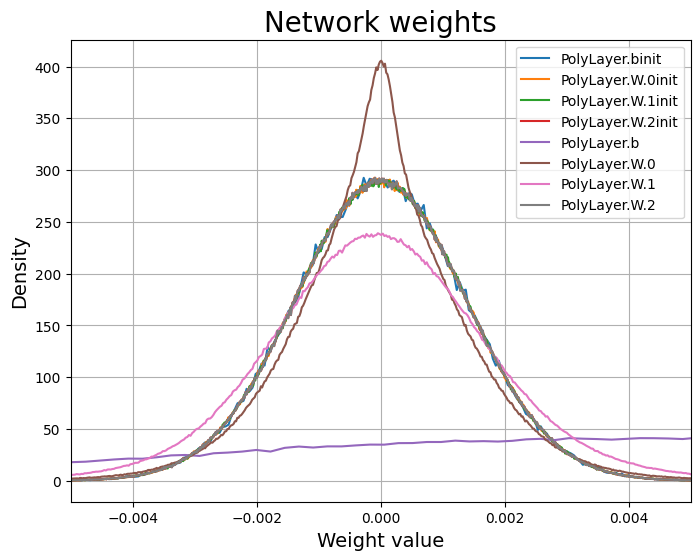 Network weights
Density
400
350
300
250
200
150
100
50
0
−0.004
−0.002
0.000
0.002
0.004
Weight value
PolyLayer.binit
PolyLayer.W.0init
PolyLayer.W.1init
PolyLayer.W.2init
PolyLayer.b
PolyLayer.W.0
PolyLayer.W.1
PolyLayer.W.2